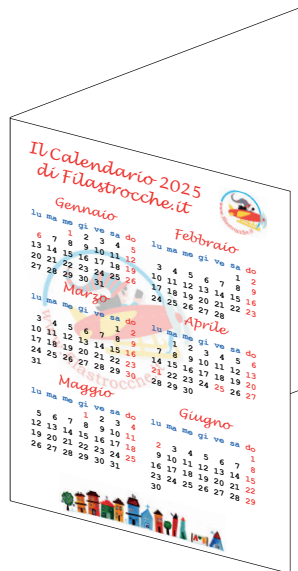 Il Calendario 2025
di Filastrocche.it
www.filastrocche.it
Gennaio
lu ma me gi ve sa do
1 2 3 4 5
6 7 8 9 10 11 12
13 14 15 16 17 18 19
20 21 22 23 24 25 26
27 28 29 30 31
Febbraio
lu ma me gi ve sa do
1 2
3 4 5 6 7 8 9
10 11 12 13 14 15 16
17 18 19 20 21 22 23
24 25 26 27 28
Marzo
lu ma me gi ve sa do
1 2
3 4 5 6 7 8 9
10 11 12 13 14 15 16
17 18 19 20 21 22 23
24 25 26 27 28 29 30
31
Aprile
lu ma me gi ve sa do
1 2 3 4 5 6
7 8 9 10 11 12 13
14 15 16 17 18 19 20
21 22 23 24 25 26 27
28 29 30
Maggio
lu ma me gi ve sa do
1 2 3 4
5 6 7 8 9 10 11
12 13 14 15 16 17 18
19 20 21 22 23 24 25
26 27 28 29 30 31
Giugno
lu ma me gi ve sa do
1
2 3 4 5 6 7 8
9 10 11 12 13 14 15
16 17 18 19 20 21 22
23 24 25 26 27 28 29
30
www.filastrocche.it